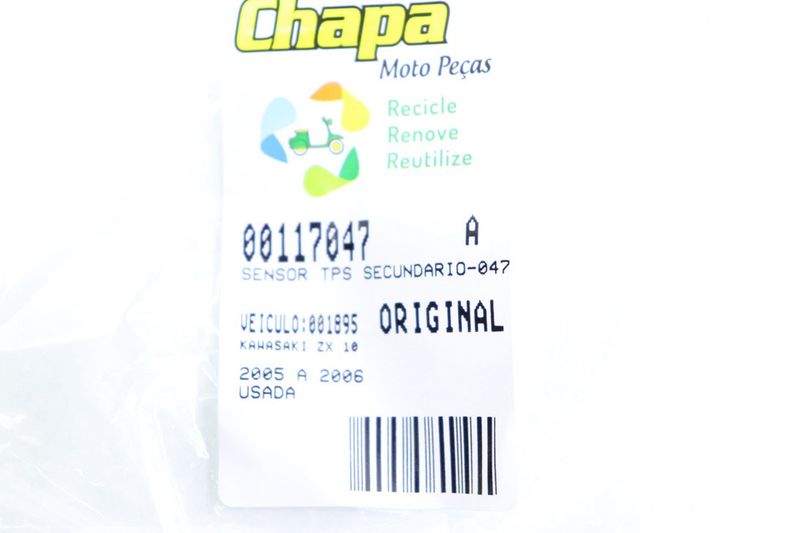 Chapa
Moto Peças
Recicle
Renove
Reutilize
00117047 A
SENSOR TPS SECUNDARIO-047
VEICULO:001895 ORIGINAL
KAWASAKI ZX 10
2005 A 2006
USADA